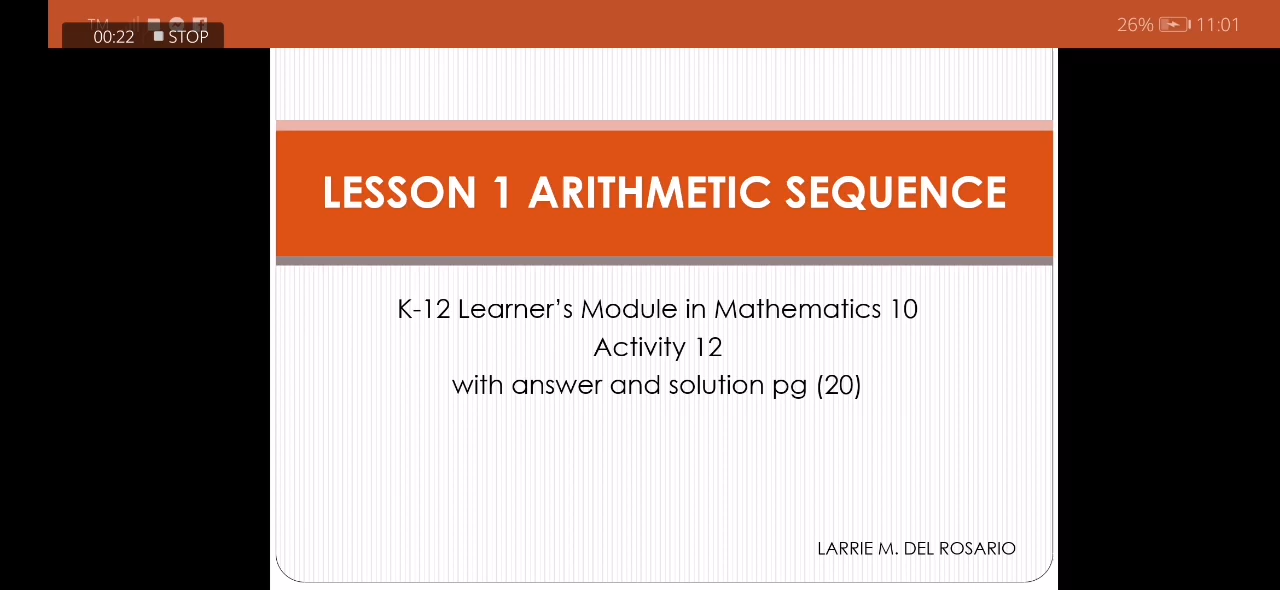 TM
26% 11:01
00:22 STOP
LESSON 1 ARITHMETIC SEQUENCE
K-12 Learner's Module in Mathematics 10
Activity 12
with answer and solution pg (20)
LARRIE M. DEL ROSARIO